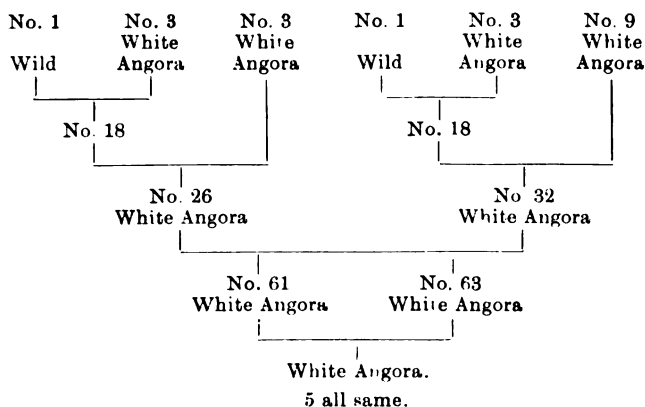 No. 1 No. 3 No. 3 No. 1 No. 3 No. 9
White White White White
Wild Angora Angora Wild Angora Angora
No. 18 No. 18
No. 26 No 32
White Angora White Angora
No. 61 No. 63
White Angora White Angora
White Angora.
5 all same.